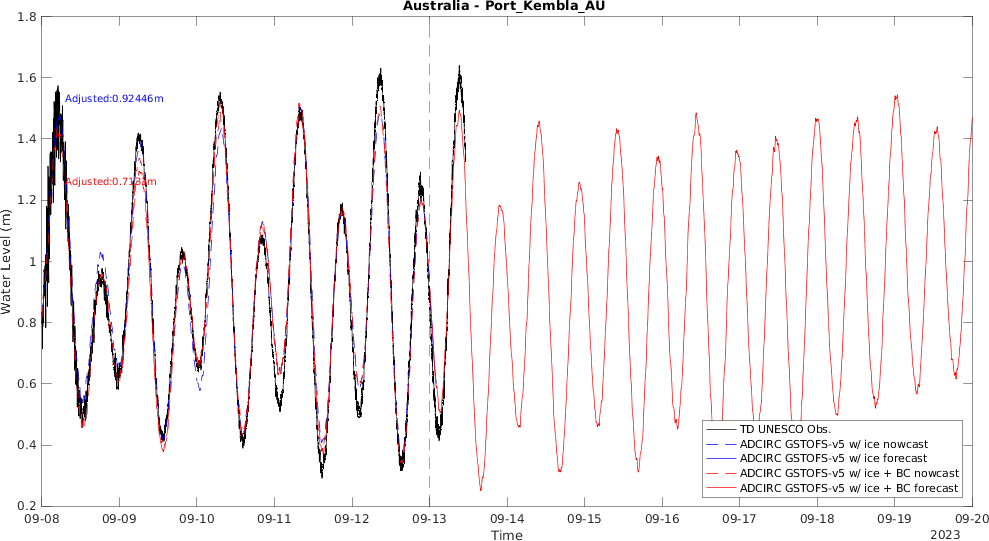 Australia - Port_Kembla_AU
1.8
1.6
1.4
1.2
1
0.8
0.6
0.4
0.2
Water Level (m)
Adjusted:0.92446m
09-08
09-09
09-10
09-11
09-12
09-13
09-14
09-15
09-16
09-17
09-18
09-19
09-20
Time
2023
TD UNESCO Obs.
ADCIRC GSTOFS-v5 w/ ice nowcast
ADCIRC GSTOFS-v5 w/ ice forecast
ADCIRC GSTOFS-v5 w/ ice + BC nowcast
ADCIRC GSTOFS-v5 w/ ice + BC forecast